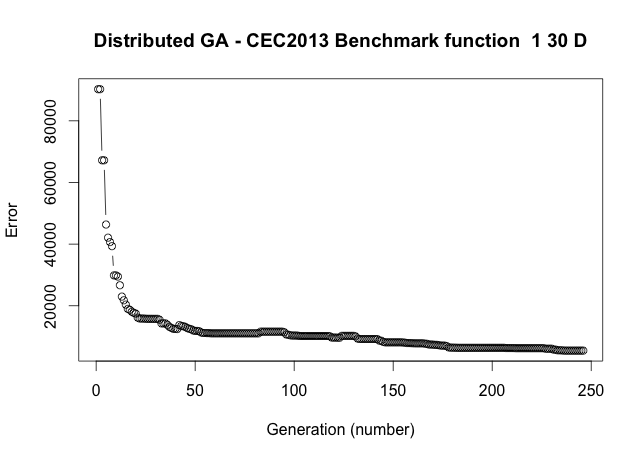 Distributed GA - CEC2013 Benchmark function  1 30 D
Error
80000
60000
40000
20000
0 50 100 150 200 250
Generation (number)